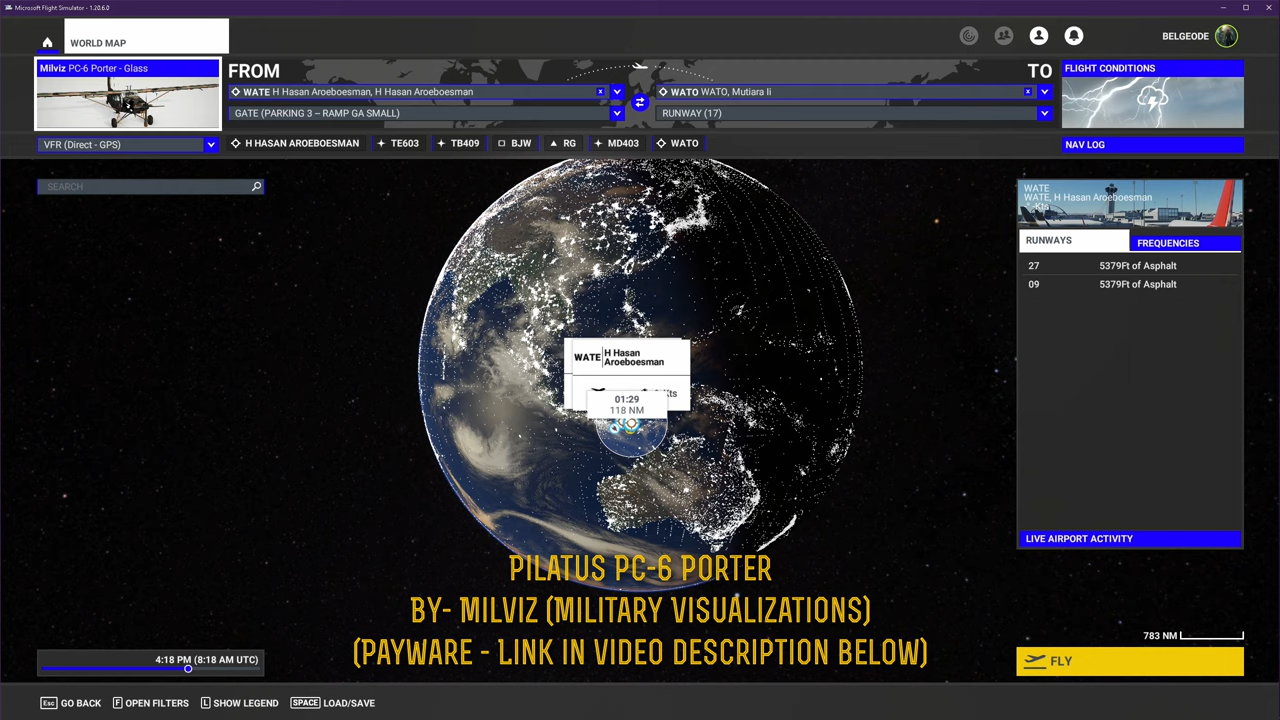 Microsoft Flight Simulator - 1.20.6.0
WORLD MAP
BELGEODE
Milviz PC-6 Porter - Glass
FROM
TO
WATE H Hasan Aroeboesman, H Hasan Aroeboesman
WATO WATO, Mutiara Ii
GATE (PARKING 3 – RAMP GA SMALL)
RUNWAY (17)
FLIGHT CONDITIONS
VFR (Direct - GPS)
H HASAN AROEBOESMAN
TE603
TB409
BJW
RG
MD403
WATO
NAV LOG
SEARCH
WATE
WATE, H Hasan Aroeboesman
Kts
RUNWAYS
FREQUENCIES
27 5379Ft of Asphalt
09 5379Ft of Asphalt
LIVE AIRPORT ACTIVITY
WATE H Hasan
Aroeboesman
Kts
01:29
118 NM
PILATUS PC-6 PORTER
BY- MILVIZ (MILITARY VISUALIZATIONS)
(PAYWARE - LINK IN VIDEO DESCRIPTION BELOW)
783 NM
4:18 PM (8:18 AM UTC)
FLY
Esc GO BACK
F OPEN FILTERS
L SHOW LEGEND
SPACE LOAD/SAVE